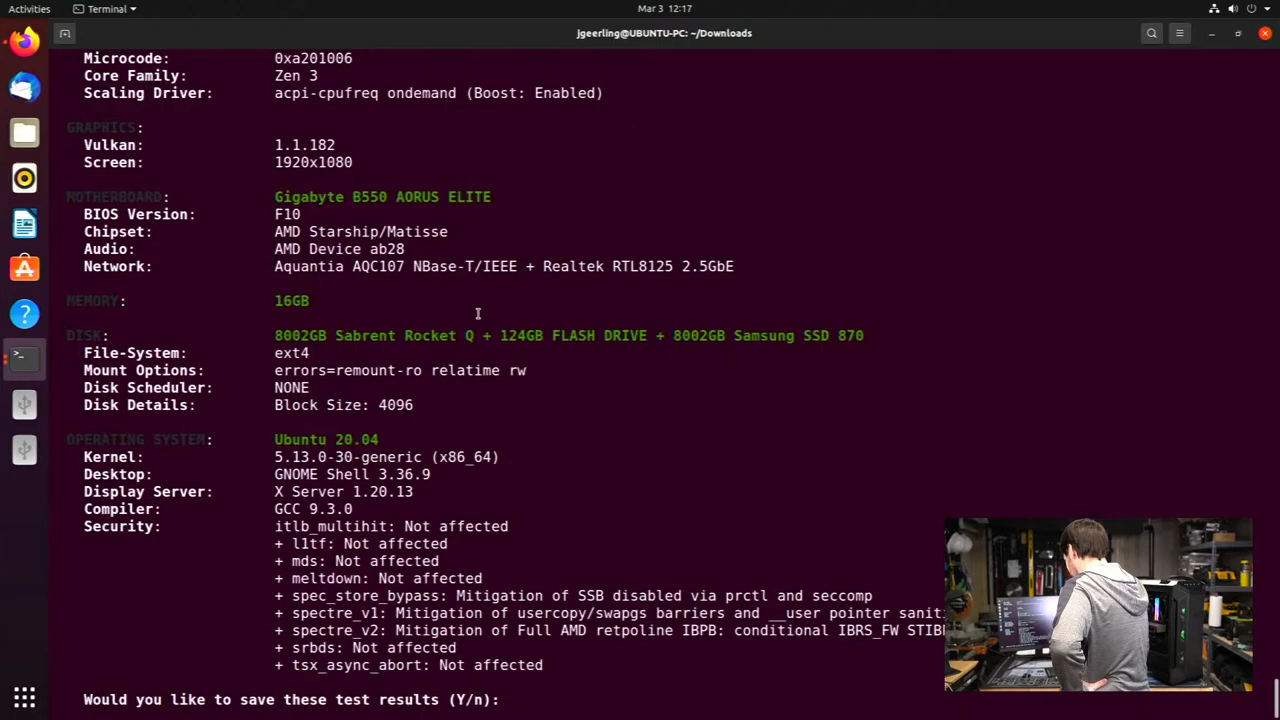 Activities
Terminal
Mar 3 12:17
jgeerling@UBUNTU-PC: ~/Downloads
Microcode: 0xa201006
Core Family: Zen 3
Scaling Driver: acpi-cpufreq ondemand (Boost: Enabled)
GRAPHICS:
Vulkan: 1.1.182
Screen: 1920x1080
MOTHERBOARD: Gigabyte B550 AORUS ELITE
BIOS Version: F10
Chipset: AMD Starship/Matisse
Audio: AMD Device ab28
Network: Aquantia AQC107 NBase-T/IEEE + Realtek RTL8125 2.5GbE
MEMORY: 16GB
DISK: 8002GB Sabrent Rocket Q + 124GB FLASH DRIVE + 8002GB Samsung SSD 870
File-System: ext4
Mount Options: errors=remount-ro relatime rw
Disk Scheduler: NONE
Disk Details: Block Size: 4096
OPERATING SYSTEM: Ubuntu 20.04
Kernel: 5.13.0-30-generic (x86_64)
Desktop: GNOME Shell 3.36.9
Display Server: X Server 1.20.13
Compiler: GCC 9.3.0
Security: itlb_multihit: Not affected
+ l1tf: Not affected
+ mds: Not affected
+ meltdown: Not affected
+ spec_store_bypass: Mitigation of SSB disabled via prctl and seccomp
+ spectre_v1: Mitigation of usercopy/swapgs barriers and __user pointer sanit
+ spectre_v2: Mitigation of Full AMD retpoline IBPB: conditional IBRS_FW STIB
+ srbds: Not affected
+ tsx_async_abort: Not affected
Would you like to save these test results (Y/n):